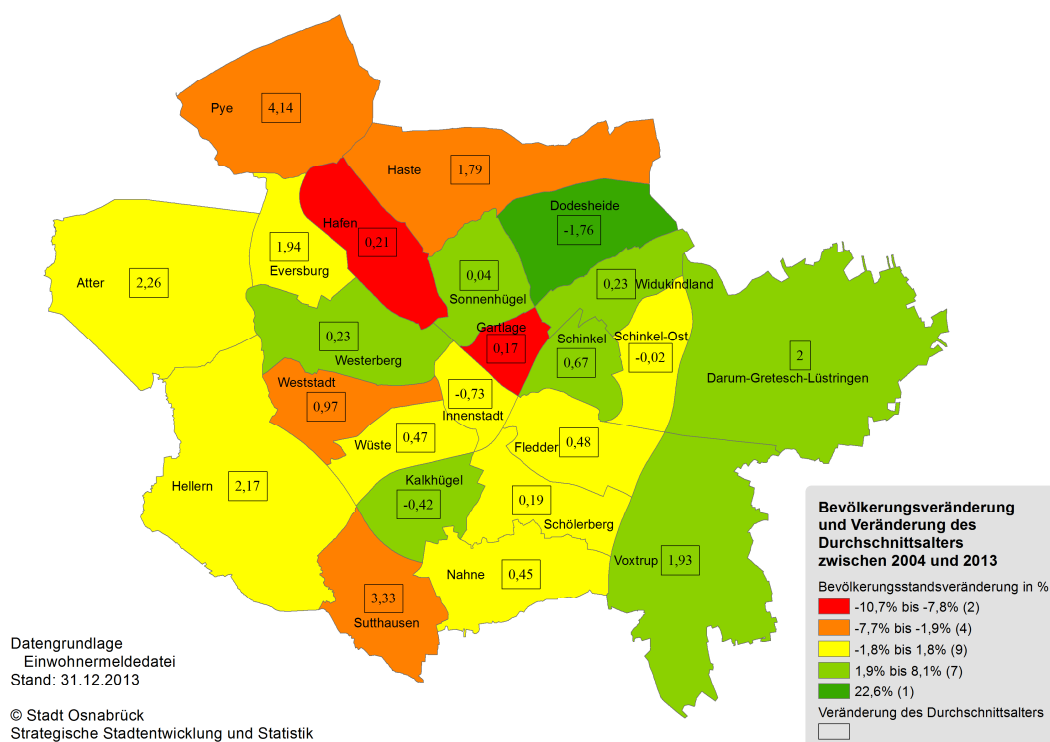 Pye 4,14
Haste 1,79
Dodesheide
-1,76
Hafen
0,21
1,94
Eversburg
Atter 2,26
0,04
Sonnenhügel
0,23 Widukindland
0,23
Westerberg
Gartlage
0,17
Schinkel
0,67
Schinkel-Ost
-0,02
2
Darum-Gretesch-Lüstringen
Weststadt
0,97
-0,73
Innenstadt
Wüste 0,47
Fledder 0,48
Hellern 2,17
Kalkhügel
-0,42
0,19
Schölerberg
Voxtrup 1,93
Nahne 0,45
3,33
Sutthausen
Bevölkerungsveränderung
und Veränderung des
Durchschnittsalters
zwischen 2004 und 2013
Bevölkerungsstandsveränderung in %
-10,7% bis -7,8% (2)
-7,7% bis -1,9% (4)
-1,8% bis 1,8% (9)
1,9% bis 8,1% (7)
22,6% (1)
Veränderung des Durchschnittsalters
Datengrundlage
Einwohnermeldedatei
Stand: 31.12.2013
© Stadt Osnabrück
Strategische Stadtentwicklung und Statistik